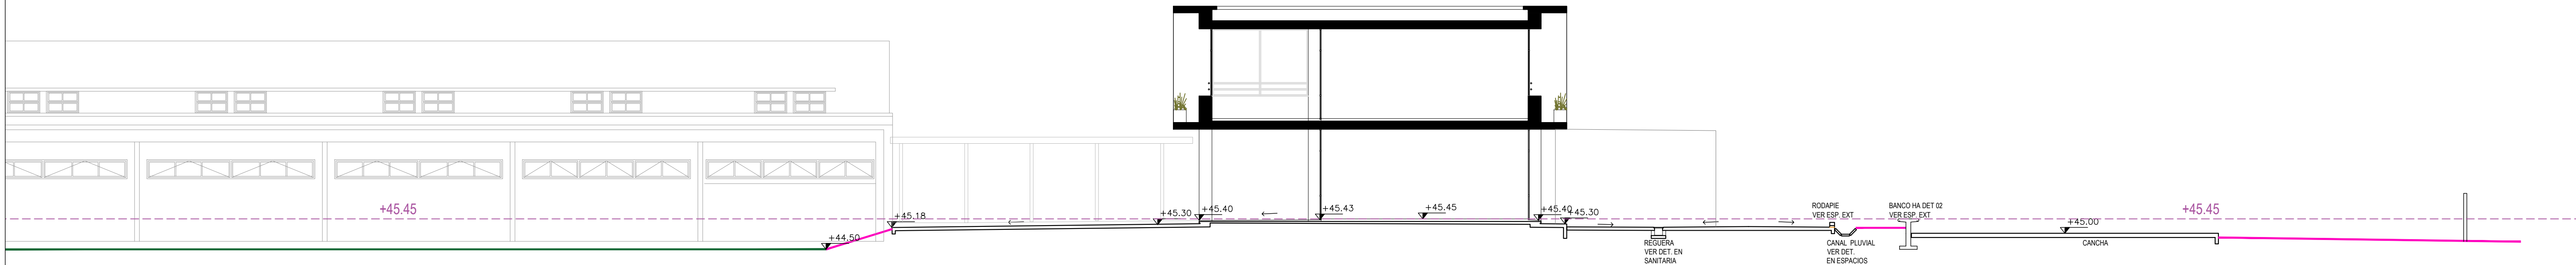 +45.45
+44.50
+45.18
+45.30
+45.40
+45.43
+45.45
+45.40
+45.30
REGUERA
VER DET. EN
SANITARIA
RODAPIE
VER ESP. EXT
CANAL PLUVIAL
VER DET.
EN ESPACIOS
BANCO HA DET 02
VER ESP. EXT
+45.00
CANCHA
+45.45